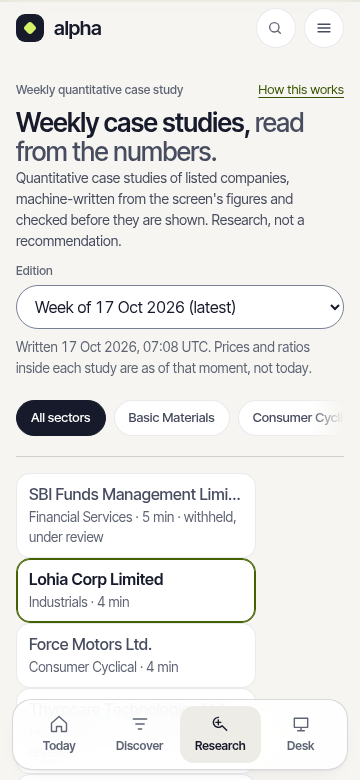 alpha
Weekly quantitative case study
How this works
Weekly case studies, read
from the numbers.
Quantitative case studies of listed companies,
machine-written from the screen's figures and
checked before they are shown. Research, not a
recommendation.
Edition
Week of 17 Oct 2026 (latest)
Written 17 Oct 2026, 07:08 UTC. Prices and ratios
inside each study are as of that moment, not today.
All sectors
Basic Materials
Consumer Cycli
SBI Funds Management Limi...
Financial Services · 5 min · withheld,
under review
Lohia Corp Limited
Industrials · 4 min
Force Motors Ltd.
Consumer Cyclical · 4 min
Today
Discover
Research
Desk